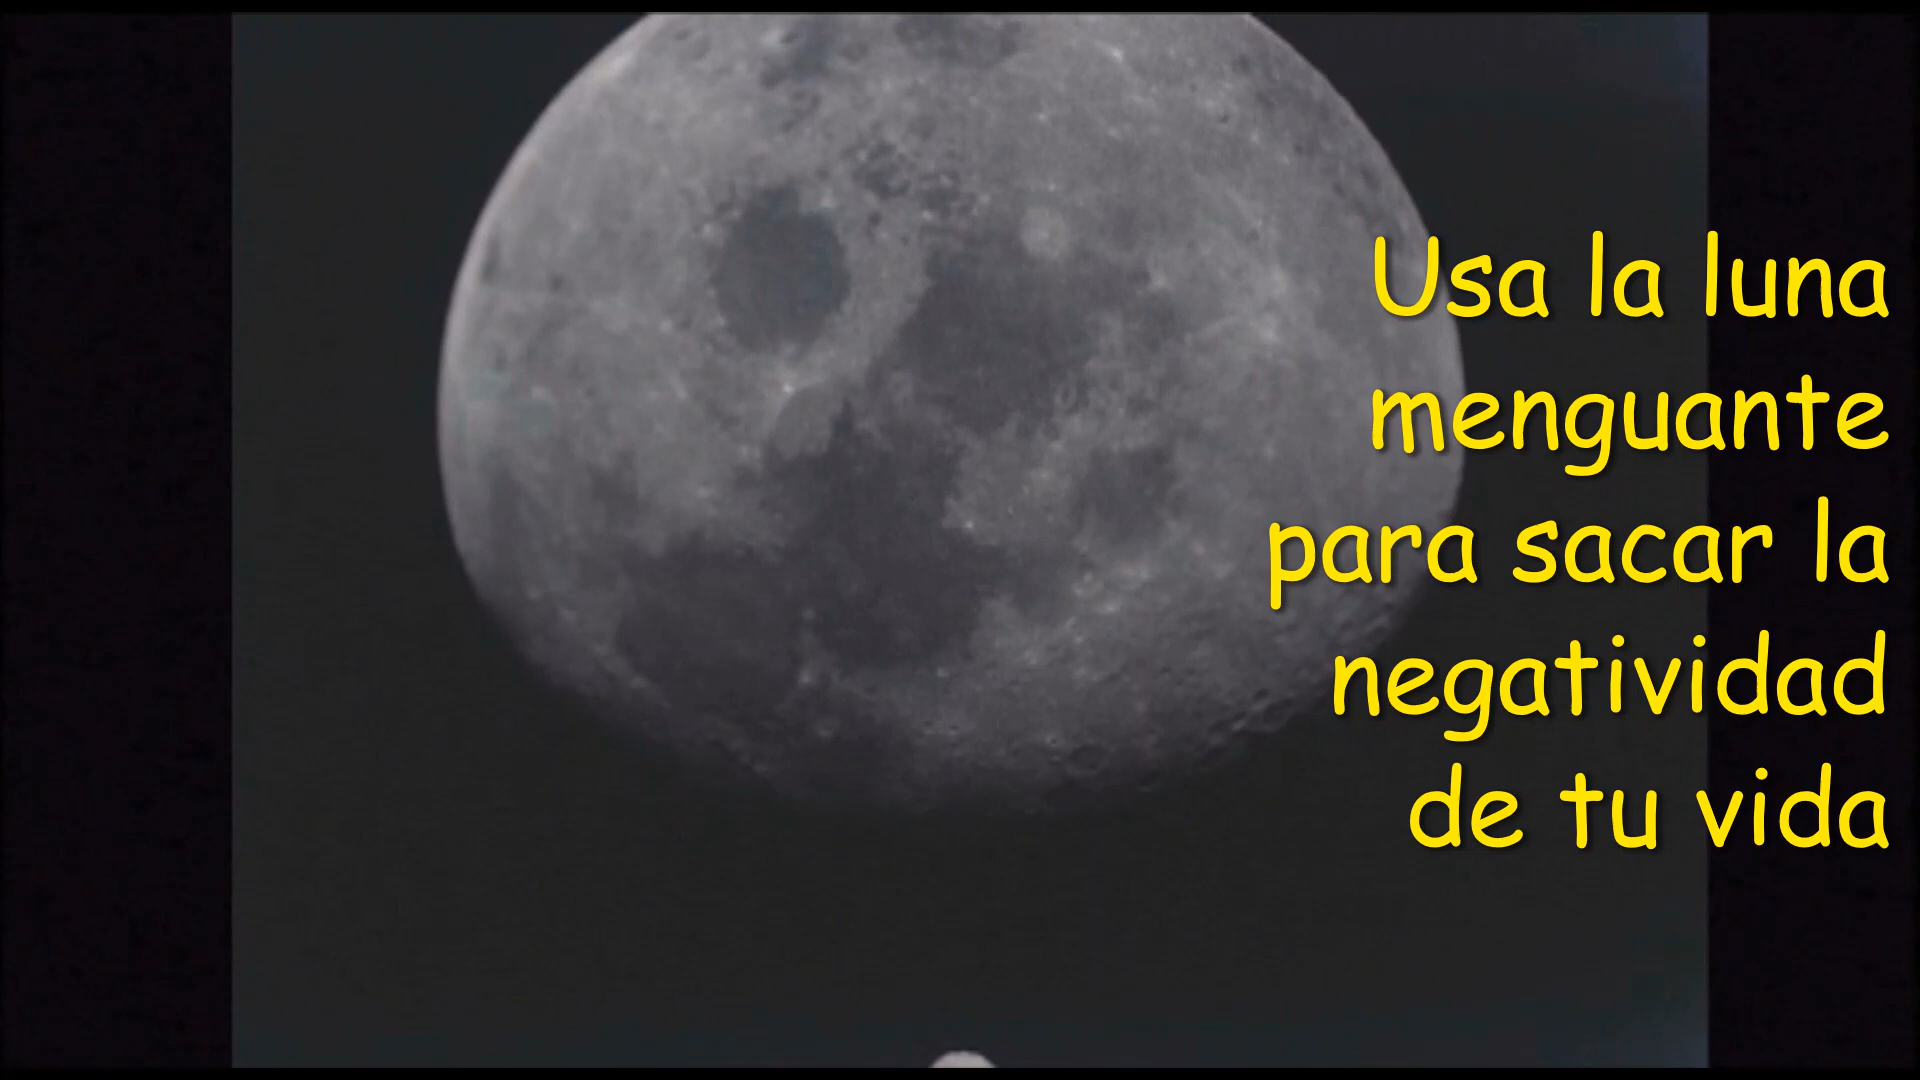 Usa la luna
menguante
para sacar la
negatividad
de tu vida